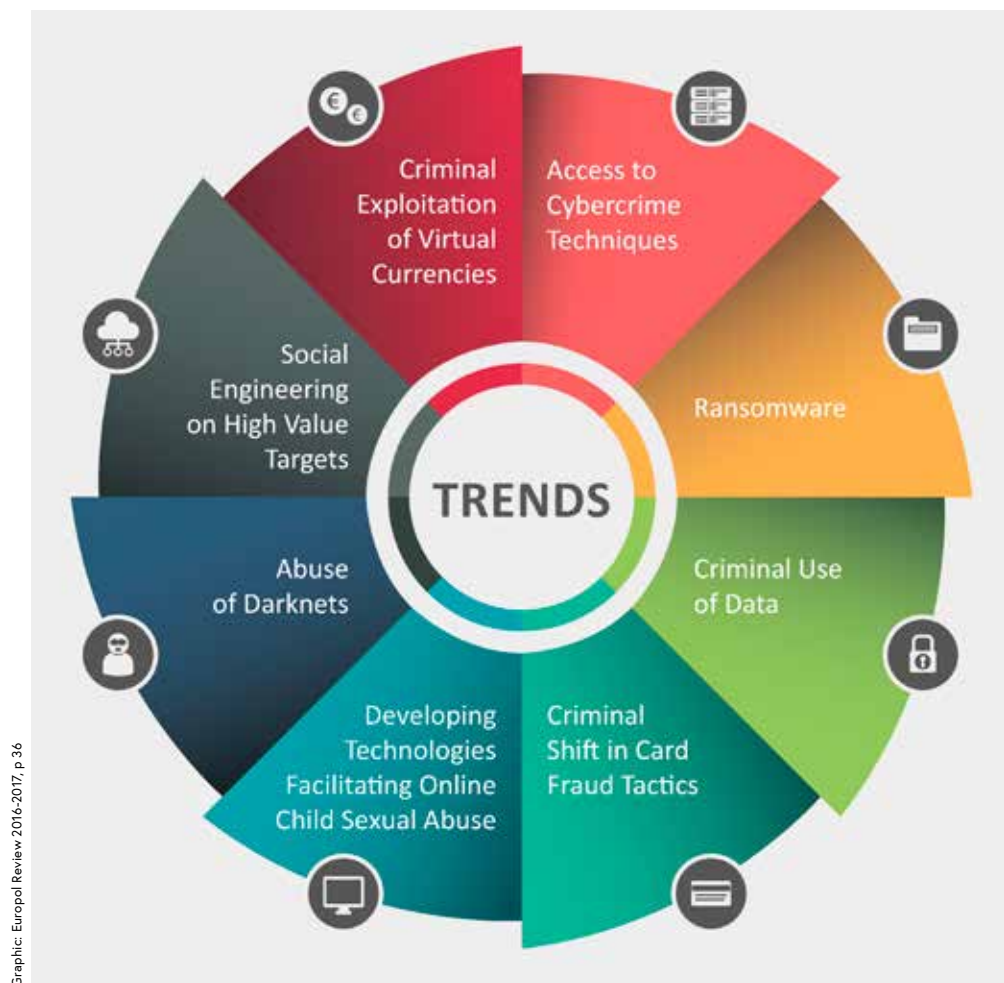 Criminal
Exploitation
of Virtual
Currencies
Access to
Cybercrime
Techniques
Ransomware
Criminal Use
of Data
Criminal
Shift in Card
Fraud Tactics
Developing
Technologies
Facilitating Online
Child Sexual Abuse
Abuse
of Darknets
Social
Engineering
on High Value
Targets
TRENDS
Graphic: Europol Review 2016-2017, p 36